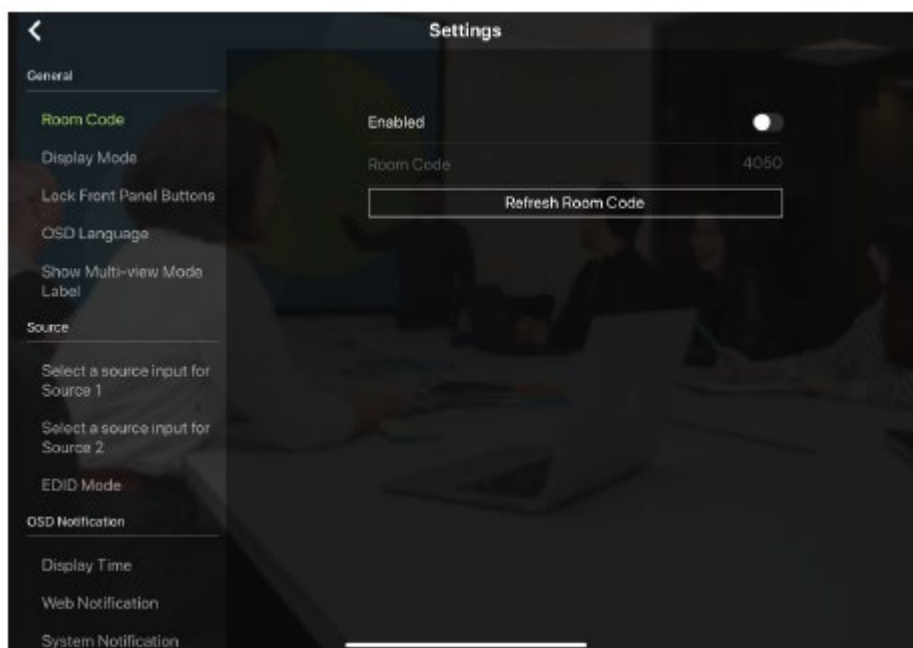 Settings
General
Room Code
Display Mode
Lock Front Panel Buttons
OSD Language
Show Multi-view Mode
Label
Source
Select a source input for
Source 1
Select a source input for
Source 2
EDID Mode
OSD Notification
Display Time
Web Notification
System Notification
Enabled
Room Code 4050
Refresh Room Code